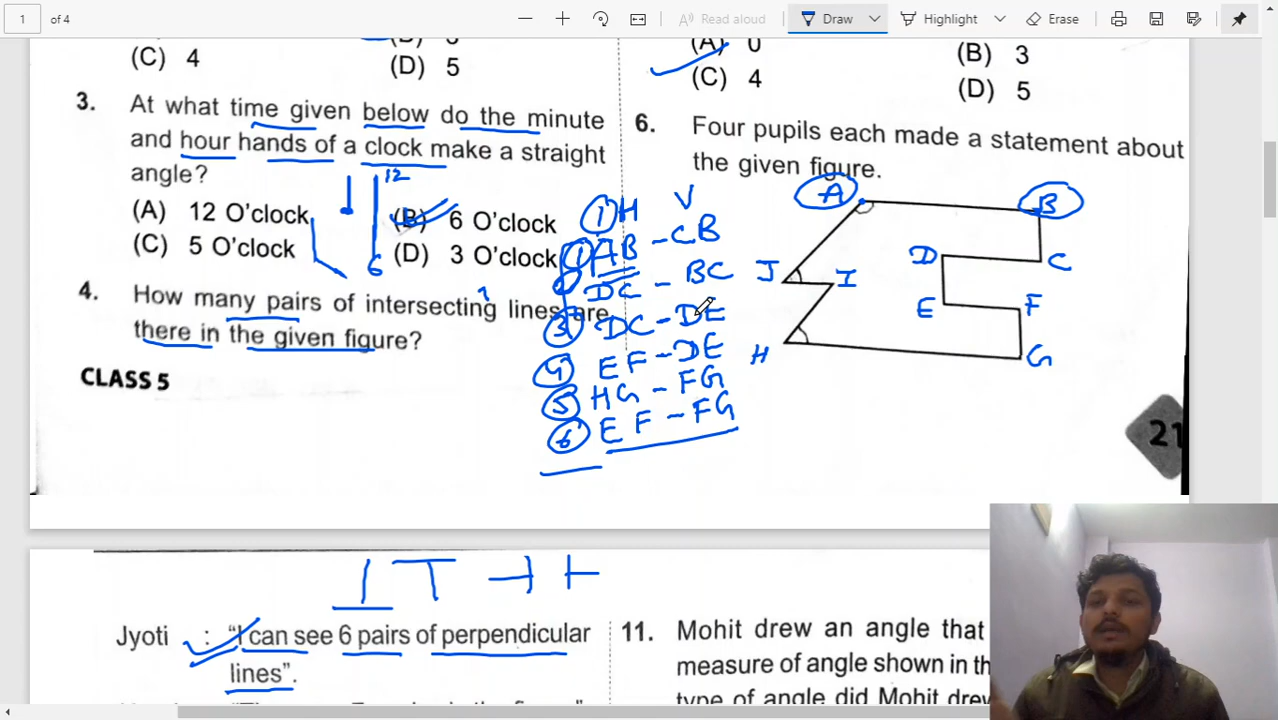 1 of 4 Read aloud Draw Highlight Erase
(C) 4
(D) 5
3. At what time given below do the minute
and hour hands of a clock make a straight
angle?
12
(A) 12 O'clock (B) 6 O'clock
(C) 5 O'clock (D) 3 O'clock
6
4. How many pairs of intersecting lines are
there in the given figure?
CLASS 5
(A) 0 (B) 3
(C) 4 (D) 5
6. Four pupils each made a statement about
the given figure.
A B
J I D C
E F
H G
1 H V
1 AB - CB
DC - BC
3 DC - DE
4 EF - DE
5 HG - FG
6 EF - FG
21
Jyoti : "I can see 6 pairs of perpendicular
lines".
11. Mohit drew an angle that
measure of angle shown in th
type of angle did Mohit drew